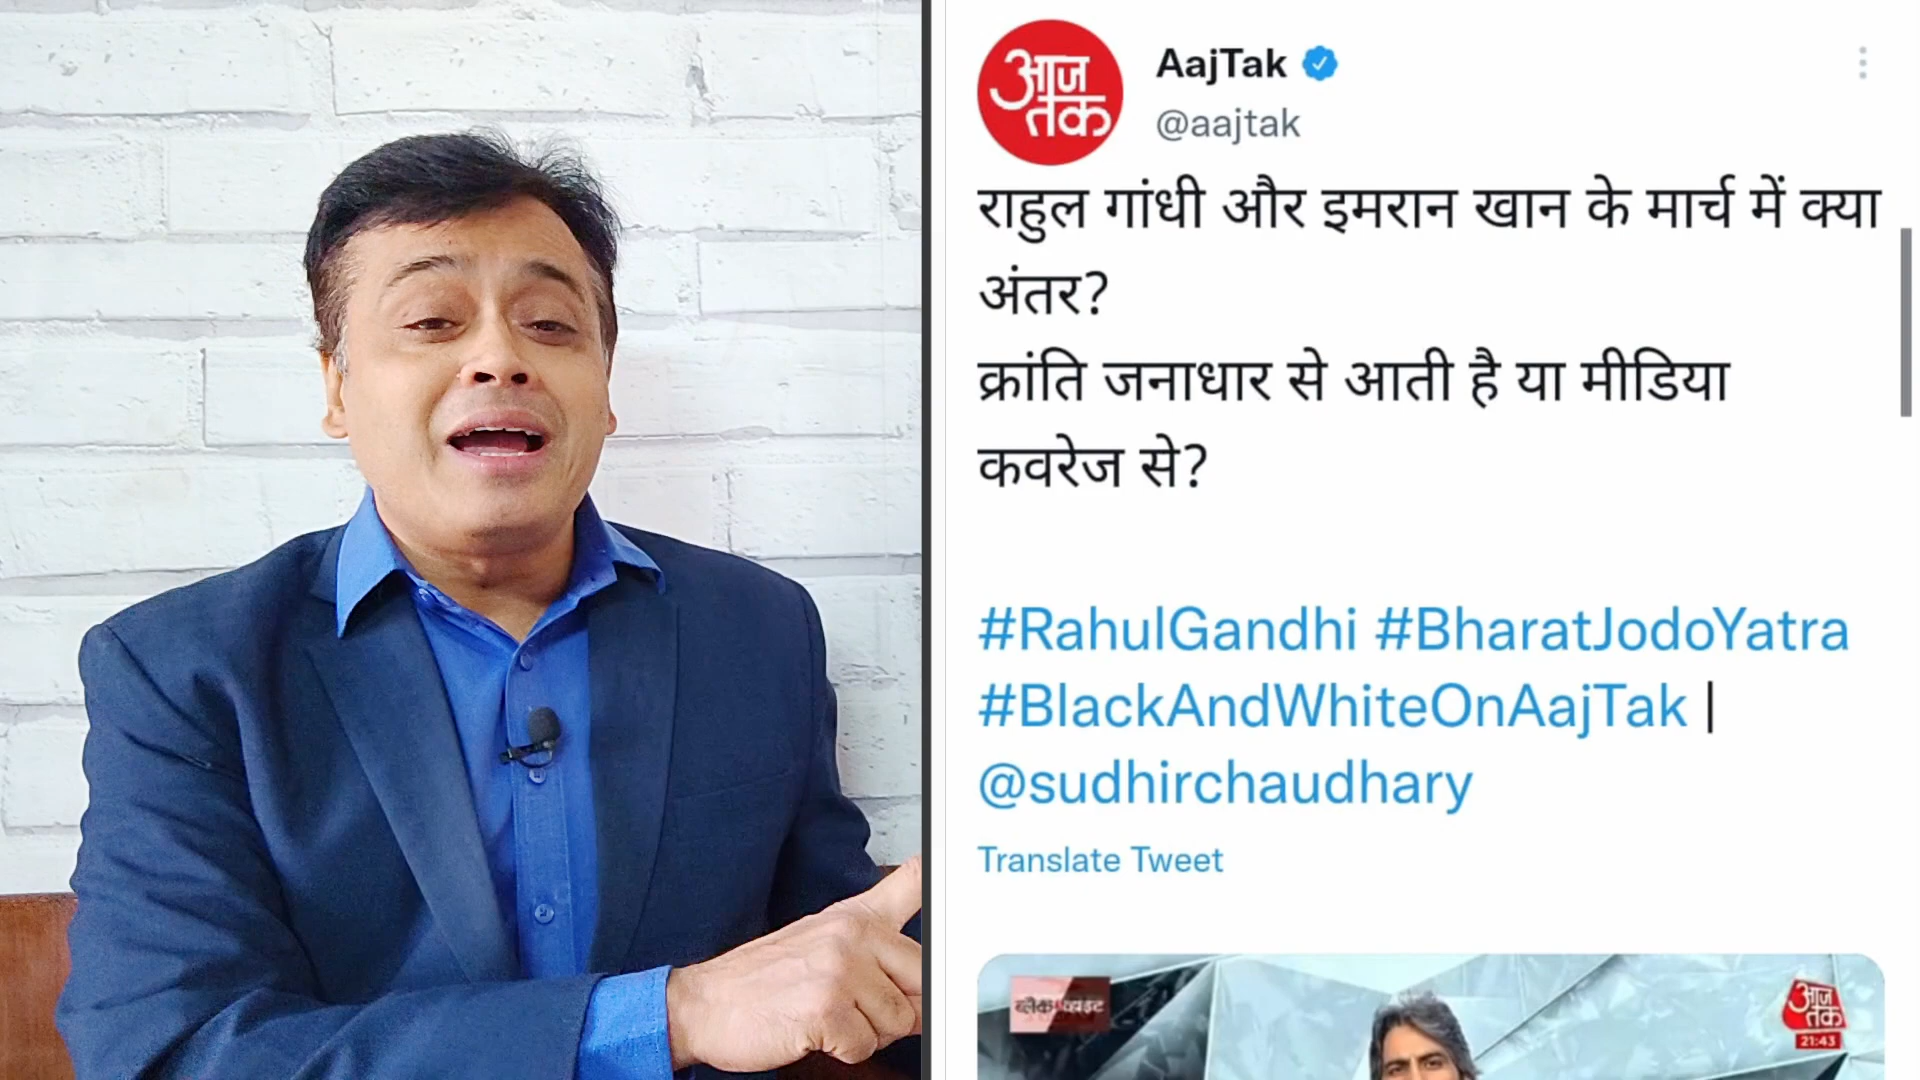 आज
तक
AajTak
@aajtak
राहुल गांधी और इमरान खान के मार्च में क्या
अंतर?
क्रांति जनाधार से आती है या मीडिया
कवरेज से?
#RahulGandhi #BharatJodoYatra
#BlackAndWhiteOnAajTak |
@sudhirchaudhary
Translate Tweet
ब्लैक व्हाइट
आज
तक
21:43